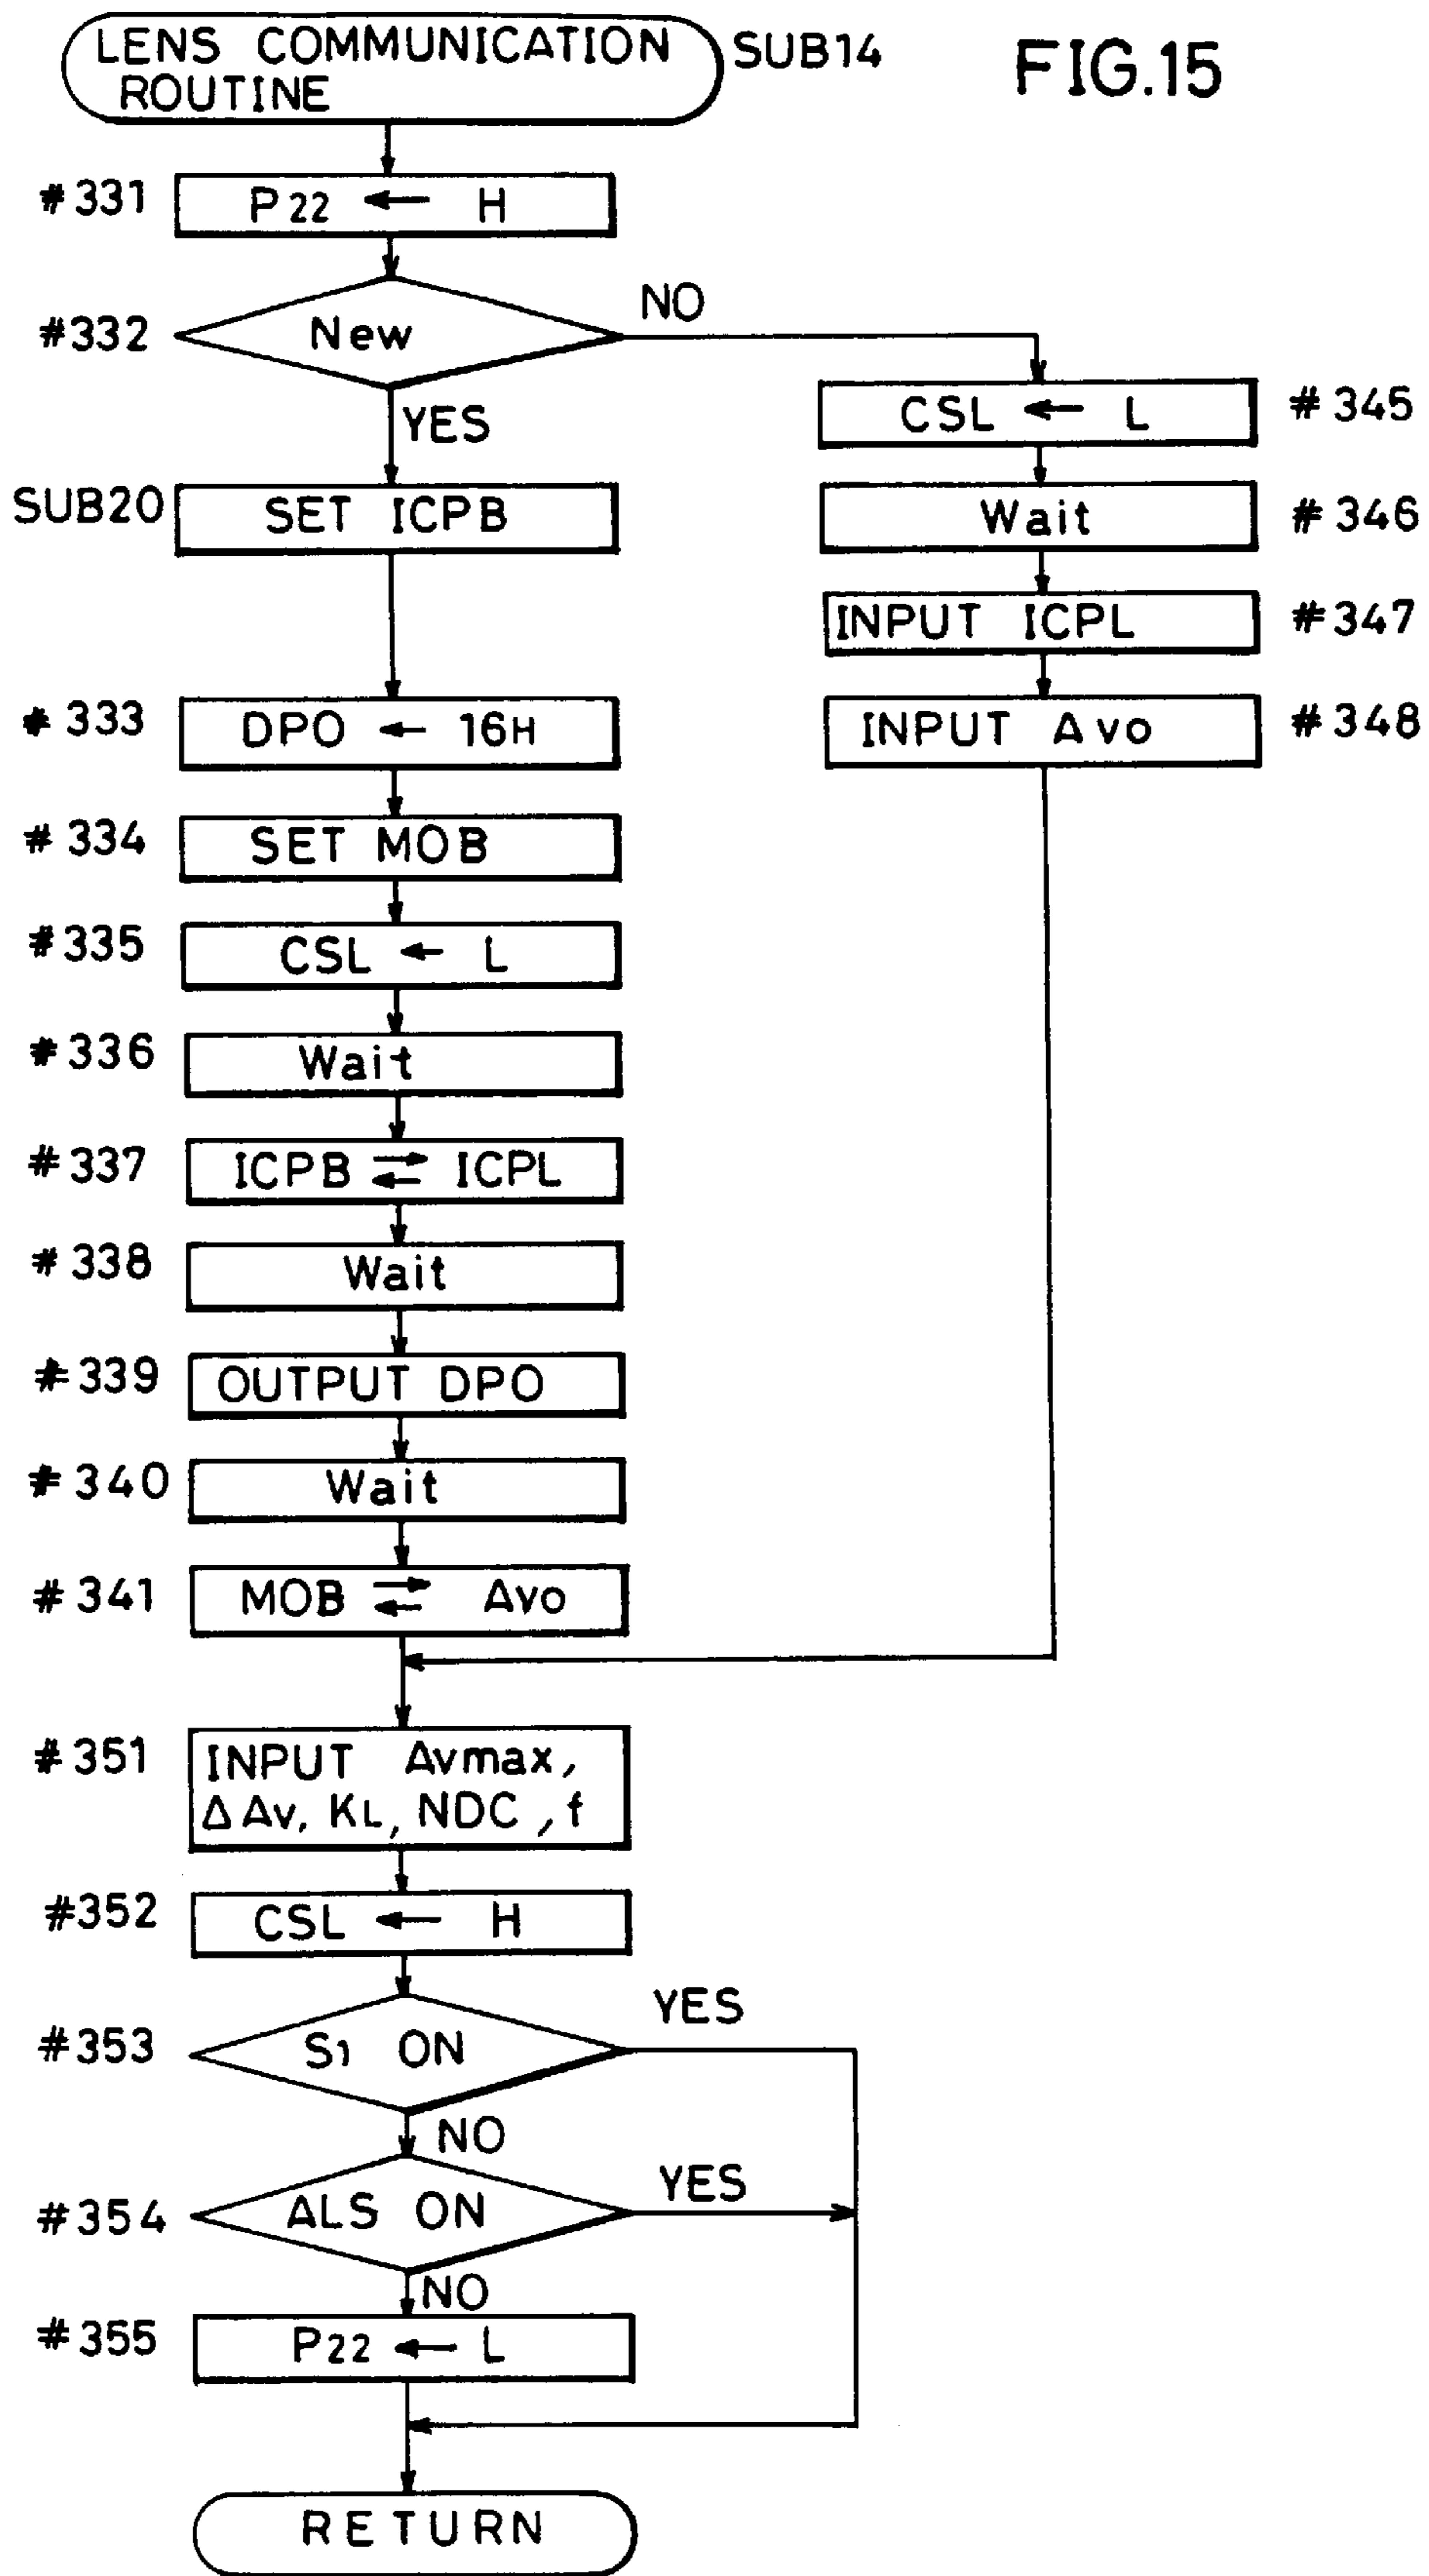 LENS COMMUNICATION
ROUTINE
SUB14
FIG.15
#331
P22 ← H
#332
New
NO
YES
CSL ← L
#345
SUB20
SET ICPB
Wait
#346
INPUT ICPL
#347
#333
DPO ← 16H
INPUT Avo
#348
#334
SET MOB
#335
CSL ← L
#336
Wait
#337
ICPB ⇄ ICPL
#338
Wait
#339
OUTPUT DPO
#340
Wait
#341
MOB ⇄ Avo
#351
INPUT Avmax,
ΔAv, KL, NDC, f
#352
CSL ← H
#353
S1 ON
YES
NO
#354
ALS ON
YES
NO
#355
P22 ← L
RETURN